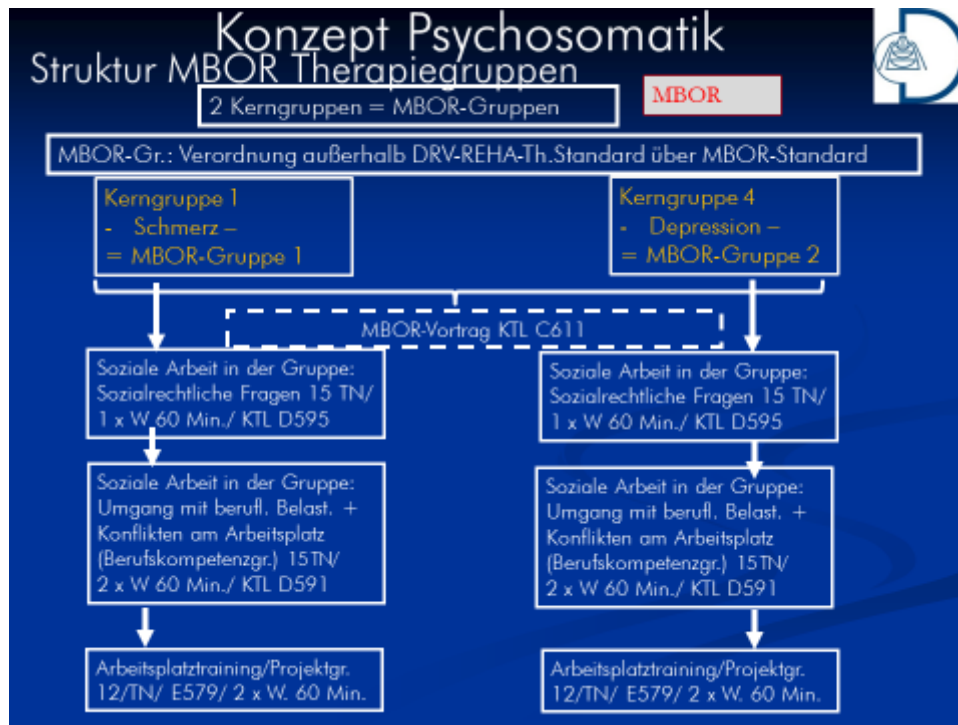 Konzept Psychosomatik
Struktur MBOR Therapiegruppen
2 Kerngruppen = MBOR-Gruppen
MBOR
MBOR-Gr.: Verordnung außerhalb DRV-REHA-Th.Standard über MBOR-Standard
Kerngruppe 1
- Schmerz –
= MBOR-Gruppe 1
Kerngruppe 4
- Depression –
= MBOR-Gruppe 2
MBOR-Vortrag KTL C611
Soziale Arbeit in der Gruppe:
Sozialrechtliche Fragen 15 TN/
1 x W 60 Min./ KTL D595
Soziale Arbeit in der Gruppe:
Sozialrechtliche Fragen 15 TN/
1 x W 60 Min./ KTL D595
Soziale Arbeit in der Gruppe:
Umgang mit berufl. Belast. +
Konflikten am Arbeitsplatz
(Berufskompetenzgr.) 15TN/
2 x W 60 Min./ KTL D591
Soziale Arbeit in der Gruppe:
Umgang mit berufl. Belast. +
Konflikten am Arbeitsplatz
(Berufskompetenzgr.) 15TN/
2 x W 60 Min./ KTL D591
Arbeitsplatztraining/Projektgr.
12/TN/ E579/ 2 x W. 60 Min.
Arbeitsplatztraining/Projektgr.
12/TN/ E579/ 2 x W. 60 Min.